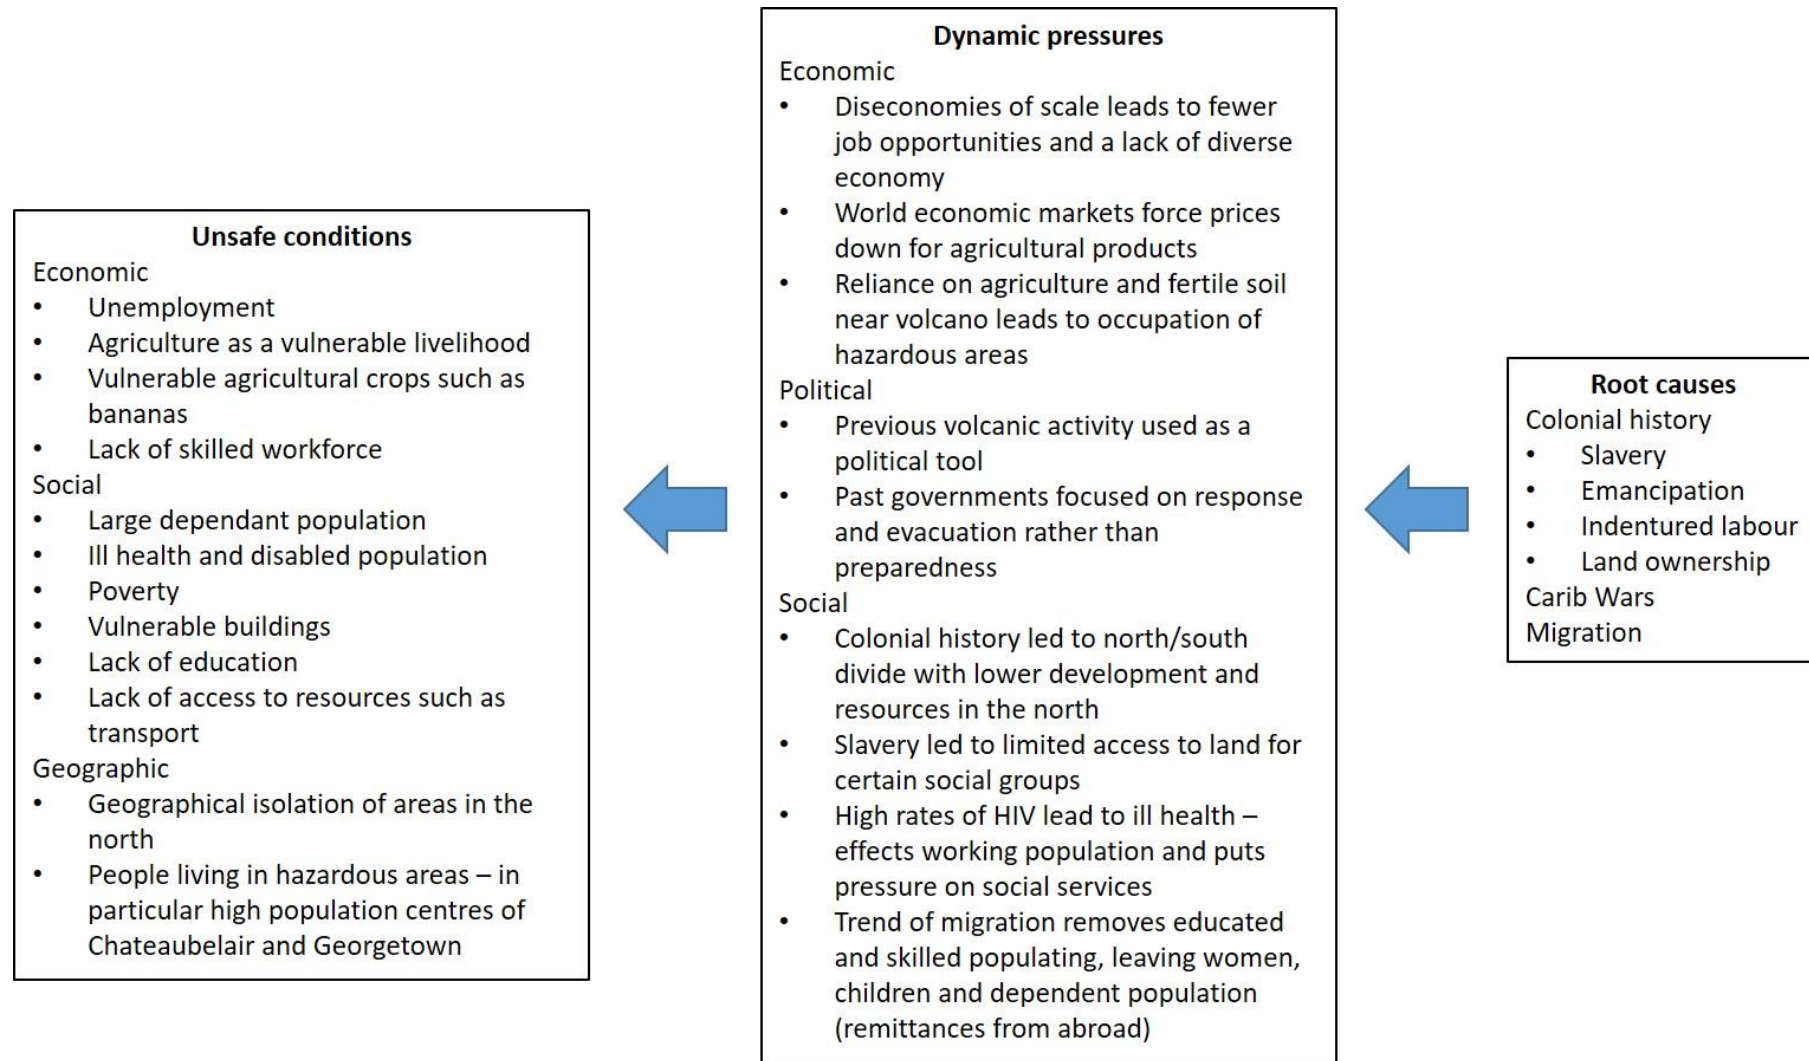 Unsafe conditions
Economic
• Unemployment
• Agriculture as a vulnerable livelihood
• Vulnerable agricultural crops such as
bananas
• Lack of skilled workforce
Social
• Large dependant population
• Ill health and disabled population
• Poverty
• Vulnerable buildings
• Lack of education
• Lack of access to resources such as
transport
Geographic
• Geographical isolation of areas in the
north
• People living in hazardous areas – in
particular high population centres of
Chateaubelair and Georgetown
Dynamic pressures
Economic
• Diseconomies of scale leads to fewer
job opportunities and a lack of diverse
economy
• World economic markets force prices
down for agricultural products
• Reliance on agriculture and fertile soil
near volcano leads to occupation of
hazardous areas
Political
• Previous volcanic activity used as a
political tool
• Past governments focused on response
and evacuation rather than
preparedness
Social
• Colonial history led to north/south
divide with lower development and
resources in the north
• Slavery led to limited access to land for
certain social groups
• High rates of HIV lead to ill health –
effects working population and puts
pressure on social services
• Trend of migration removes educated
and skilled populating, leaving women,
children and dependent population
(remittances from abroad)
Root causes
Colonial history
• Slavery
• Emancipation
• Indentured labour
• Land ownership
Carib Wars
Migration